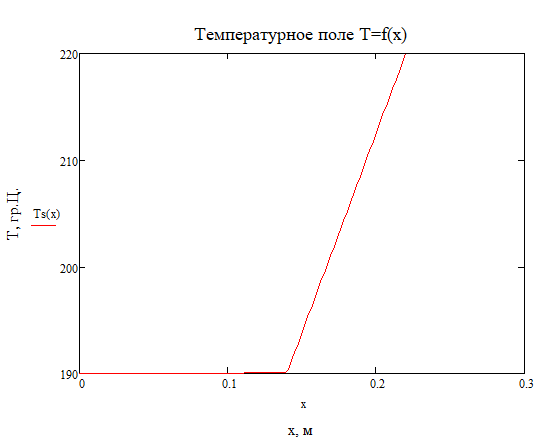 Температурное поле T=f(x)
220
210
200
190
T, гр.Ц.
Ts(x)
0
0.1
0.2
0.3
x
x, м